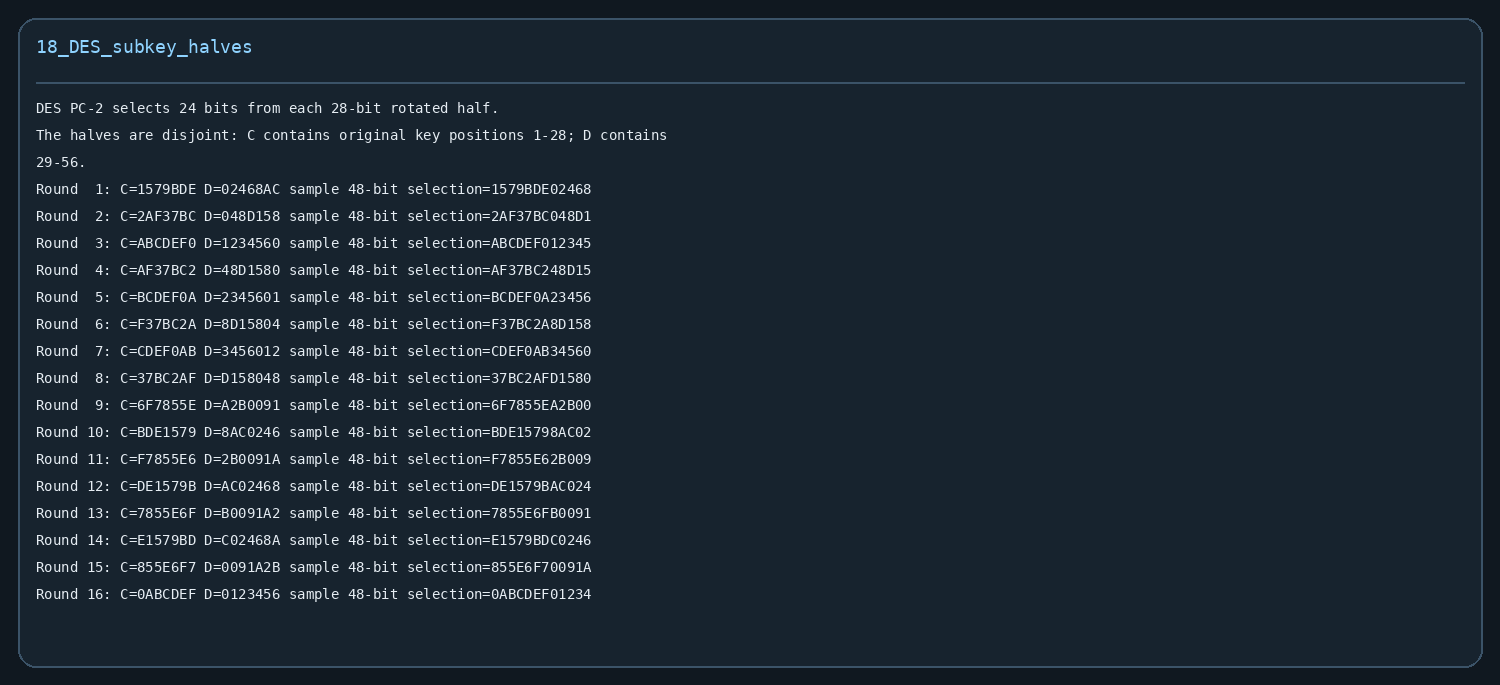 18_DES_subkey_halves
DES PC-2 selects 24 bits from each 28-bit rotated half.
The halves are disjoint: C contains original key positions 1-28; D contains
29-56.
Round  1: C=1579BDE D=02468AC sample 48-bit selection=1579BDE02468
Round  2: C=2AF37BC D=048D158 sample 48-bit selection=2AF37BC048D1
Round  3: C=ABCDEF0 D=1234560 sample 48-bit selection=ABCDEF012345
Round  4: C=AF37BC2 D=48D1580 sample 48-bit selection=AF37BC248D15
Round  5: C=BCDEF0A D=2345601 sample 48-bit selection=BCDEF0A23456
Round  6: C=F37BC2A D=8D15804 sample 48-bit selection=F37BC2A8D158
Round  7: C=CDEF0AB D=3456012 sample 48-bit selection=CDEF0AB34560
Round  8: C=37BC2AF D=D158048 sample 48-bit selection=37BC2AFD1580
Round  9: C=6F7855E D=A2B0091 sample 48-bit selection=6F7855EA2B00
Round 10: C=BDE1579 D=8AC0246 sample 48-bit selection=BDE15798AC02
Round 11: C=F7855E6 D=2B0091A sample 48-bit selection=F7855E62B009
Round 12: C=DE1579B D=AC02468 sample 48-bit selection=DE1579BAC024
Round 13: C=7855E6F D=B0091A2 sample 48-bit selection=7855E6FB0091
Round 14: C=E1579BD D=C02468A sample 48-bit selection=E1579BDC0246
Round 15: C=855E6F7 D=0091A2B sample 48-bit selection=855E6F70091A
Round 16: C=0ABCDEF D=0123456 sample 48-bit selection=0ABCDEF01234